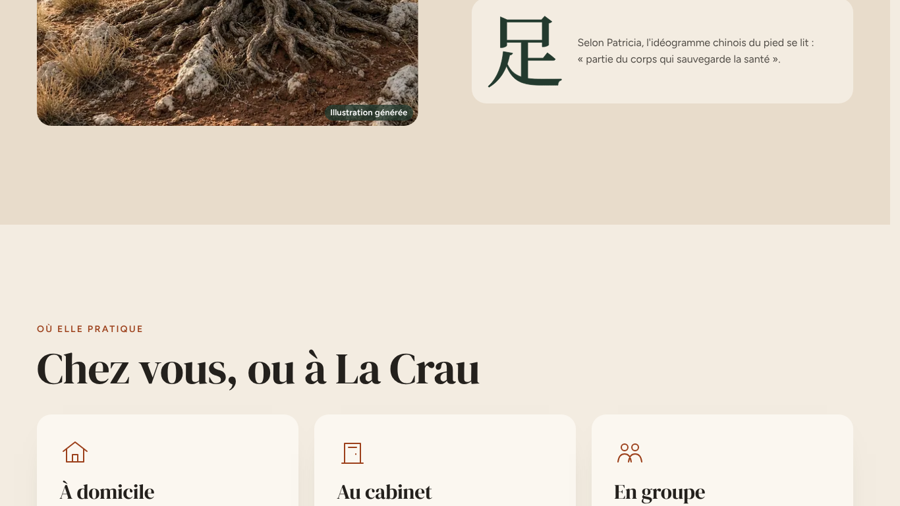 足
Selon Patricia, l'idéogramme chinois du pied se lit :
« partie du corps qui sauvegarde la santé ».
Illustration générée
OÙ ELLE PRATIQUE
Chez vous, ou à La Crau
À domicile
Au cabinet
En groupe